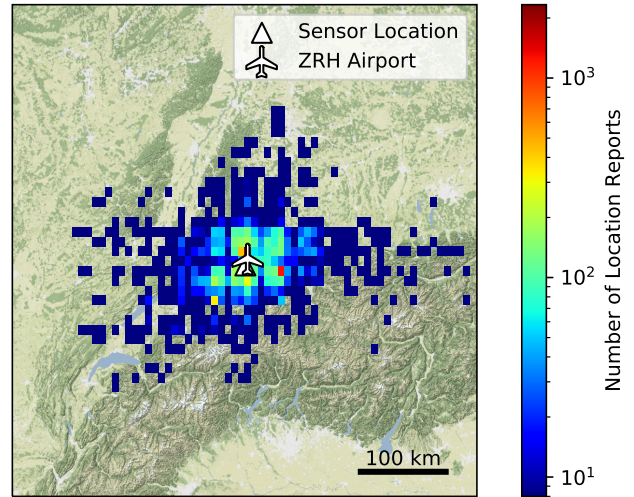 Sensor Location
ZRH Airport
10³
10²
10¹
Number of Location Reports
100 km